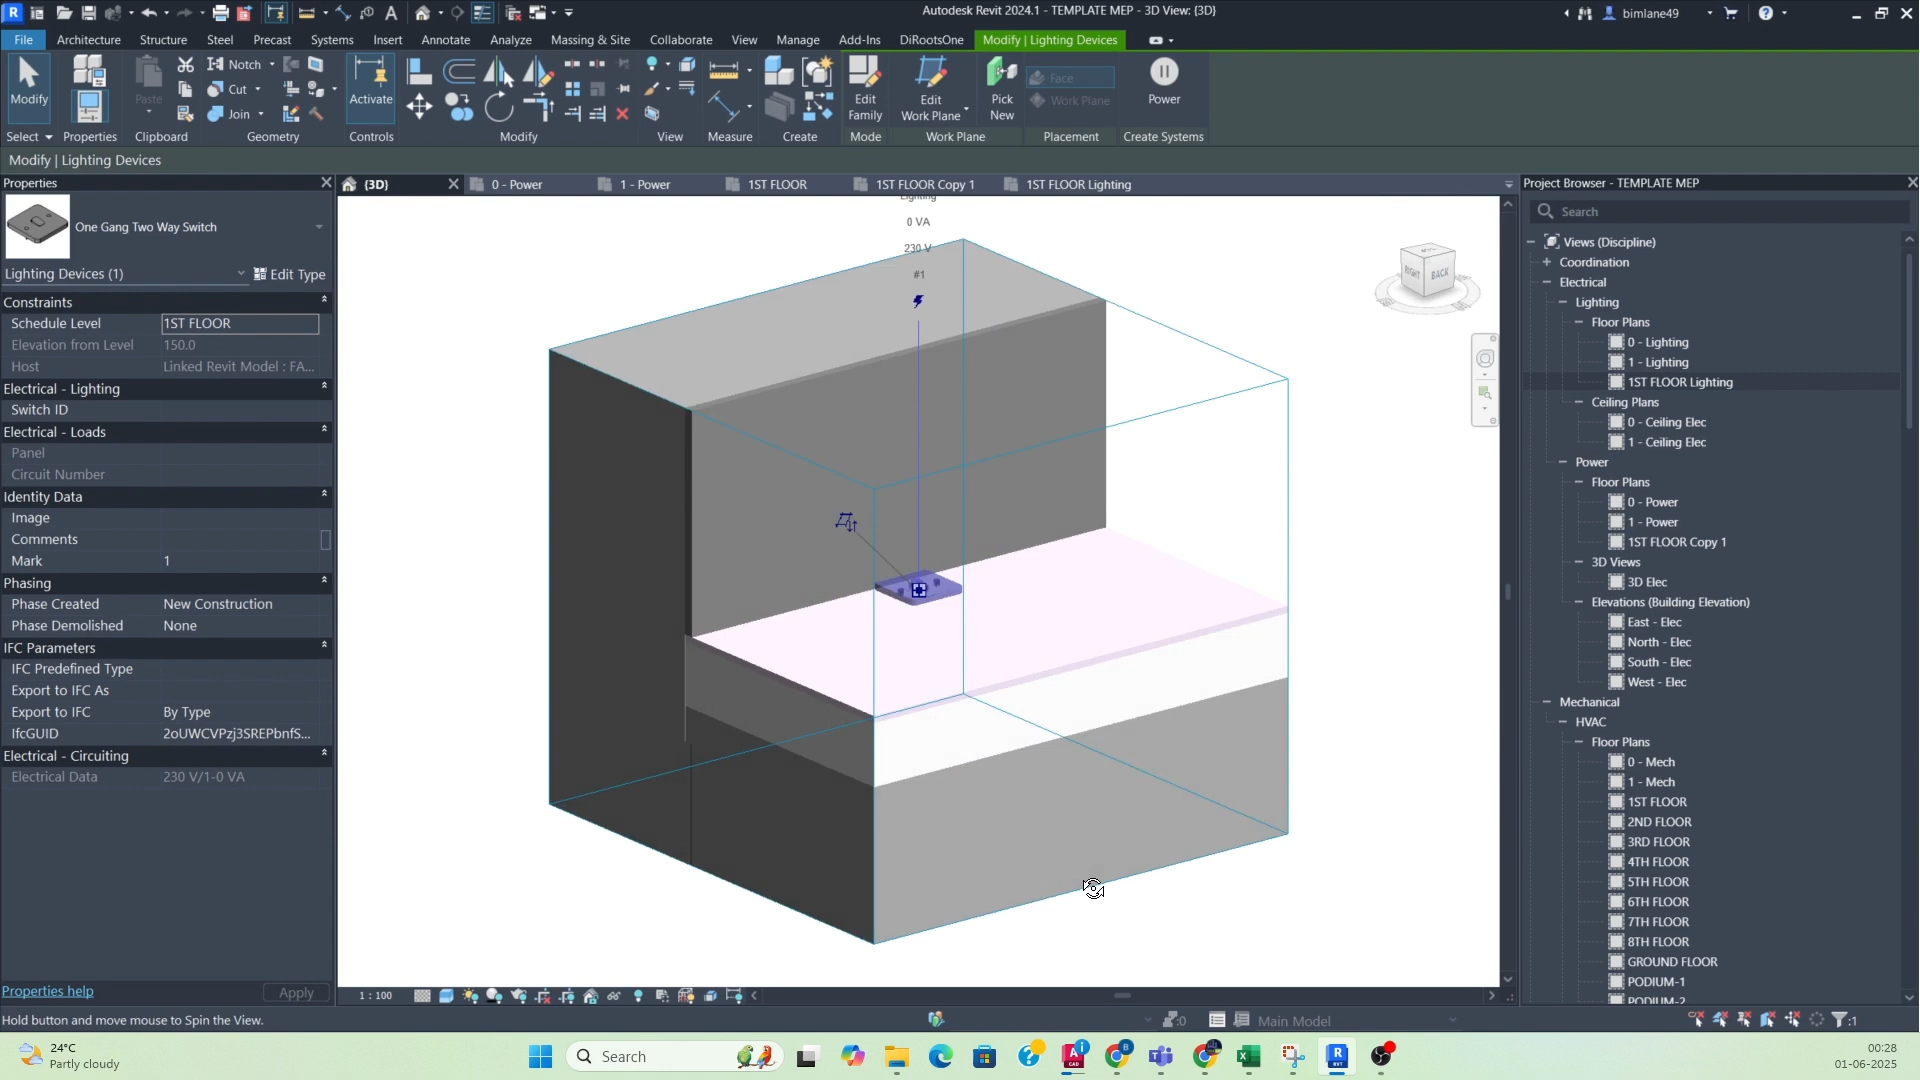 Autodesk Revit 2024.1 - TEMPLATE MEP - 3D View: {3D}
bimlane49
File
Architecture
Structure
Steel
Precast
Systems
Insert
Annotate
Analyze
Massing & Site
Collaborate
View
Manage
Add-Ins
DiRootsOne
Modify | Lighting Devices
Modify
Paste
Notch
Cut
Join
Activate
Edit
Family
Edit
Work Plane
Pick
New
Face
Work Plane
Power
Select
Properties
Clipboard
Geometry
Controls
Modify
View
Measure
Create
Mode
Work Plane
Placement
Create Systems
Modify | Lighting Devices
Properties
One Gang Two Way Switch
Lighting Devices (1)
Edit Type
Constraints
Schedule Level 1ST FLOOR
Elevation from Level 150.0
Host Linked Revit Model : FA...
Electrical - Lighting
Switch ID
Electrical - Loads
Panel
Circuit Number
Identity Data
Image
Comments
Mark 1
Phasing
Phase Created New Construction
Phase Demolished None
IFC Parameters
IFC Predefined Type
Export to IFC As
Export to IFC By Type
IfcGUID 2oUWCVPzj3SREPbnfS...
Electrical - Circuiting
Electrical Data 230 V/1-0 VA
Properties help
Apply
{3D}
0 - Power
1 - Power
1ST FLOOR
1ST FLOOR Copy 1
1ST FLOOR Lighting
Lighting
0 VA
230 V
#1
RIGHT
BACK
1 : 100
Project Browser - TEMPLATE MEP
Search
Views (Discipline)
Coordination
Electrical
Lighting
Floor Plans
0 - Lighting
1 - Lighting
1ST FLOOR Lighting
Ceiling Plans
0 - Ceiling Elec
1 - Ceiling Elec
Power
Floor Plans
0 - Power
1 - Power
1ST FLOOR Copy 1
3D Views
3D Elec
Elevations (Building Elevation)
East - Elec
North - Elec
South - Elec
West - Elec
Mechanical
HVAC
Floor Plans
0 - Mech
1 - Mech
1ST FLOOR
2ND FLOOR
3RD FLOOR
4TH FLOOR
5TH FLOOR
6TH FLOOR
7TH FLOOR
8TH FLOOR
GROUND FLOOR
PODIUM-1
PODIUM-2
Hold button and move mouse to Spin the View.
:0
Main Model
:1
24°C
Partly cloudy
Search
00:28
01-06-2025